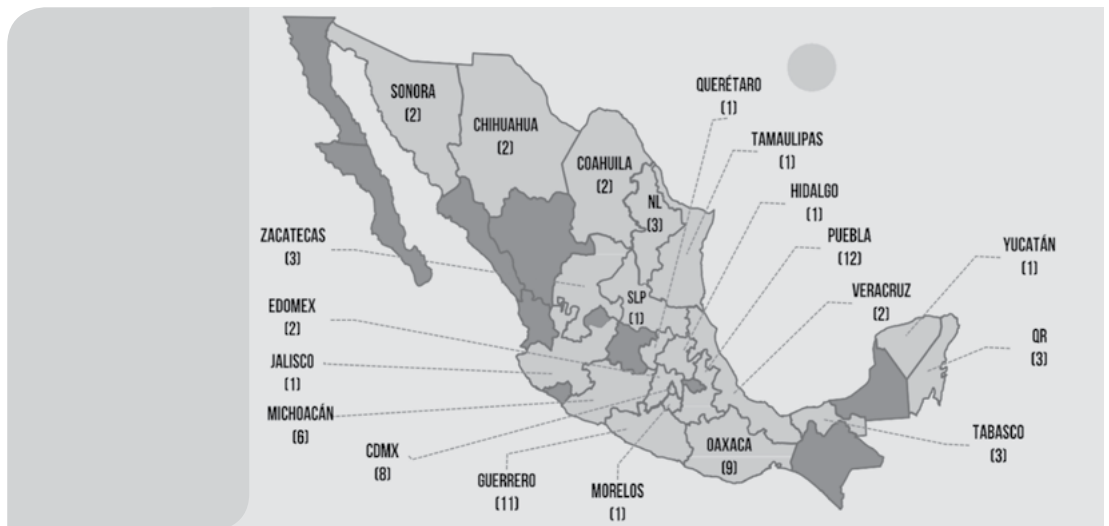 QUERÉTARO
(1)
SONORA
(2)
CHIHUAHUA
(2)
TAMAULIPAS
(1)
COAHUILA
(2)
HIDALGO
(1)
NL
(3)
ZACATECAS
(3)
PUEBLA
(12)
YUCATÁN
(1)
VERACRUZ
(2)
SLP
(1)
EDOMEX
(2)
QR
(3)
JALISCO
(1)
MICHOACÁN
(6)
TABASCO
(3)
CDMX
(8)
OAXACA
(9)
GUERRERO
(11)
MORELOS
(1)